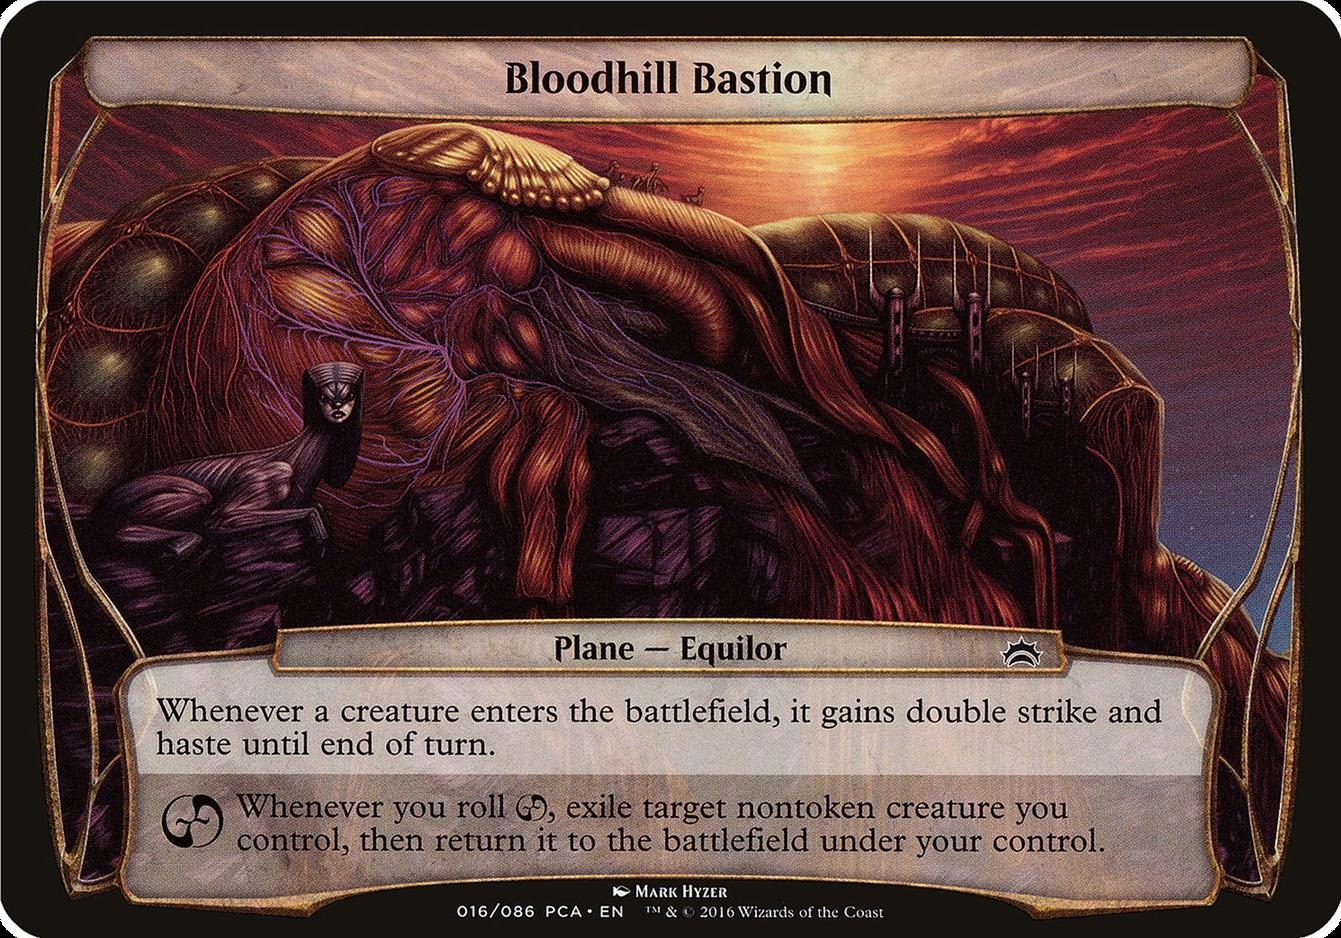 Bloodhill Bastion
Plane — Equilor
Whenever a creature enters the battlefield, it gains double strike and
haste until end of turn.
Whenever you roll , exile target nontoken creature you
control, then return it to the battlefield under your control.
Mark Hyzer
016/086 PCA • EN ™ & © 2016 Wizards of the Coast